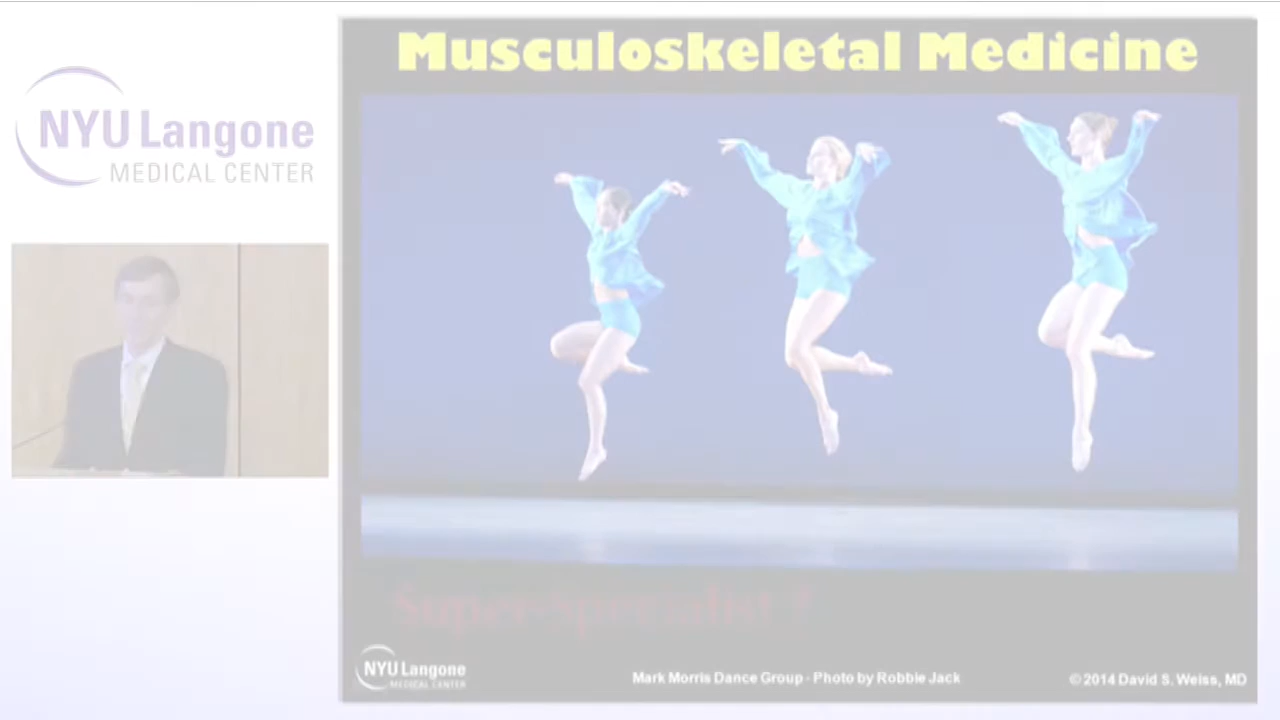 NYU Langone
MEDICAL CENTER
Musculoskeletal Medicine
Super-Specialist ?
NYU Langone
MEDICAL CENTER
Mark Morris Dance Group - Photo by Robbie Jack
© 2014 David S. Weiss, MD